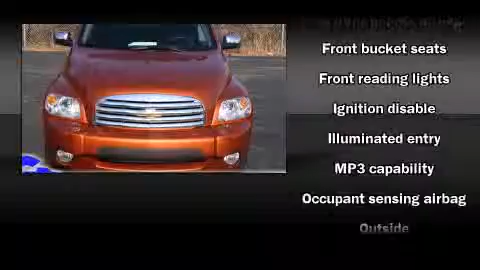 Front bucket seats
Front reading lights
Ignition disable
Illuminated entry
MP3 capability
Occupant sensing airbag
Outside